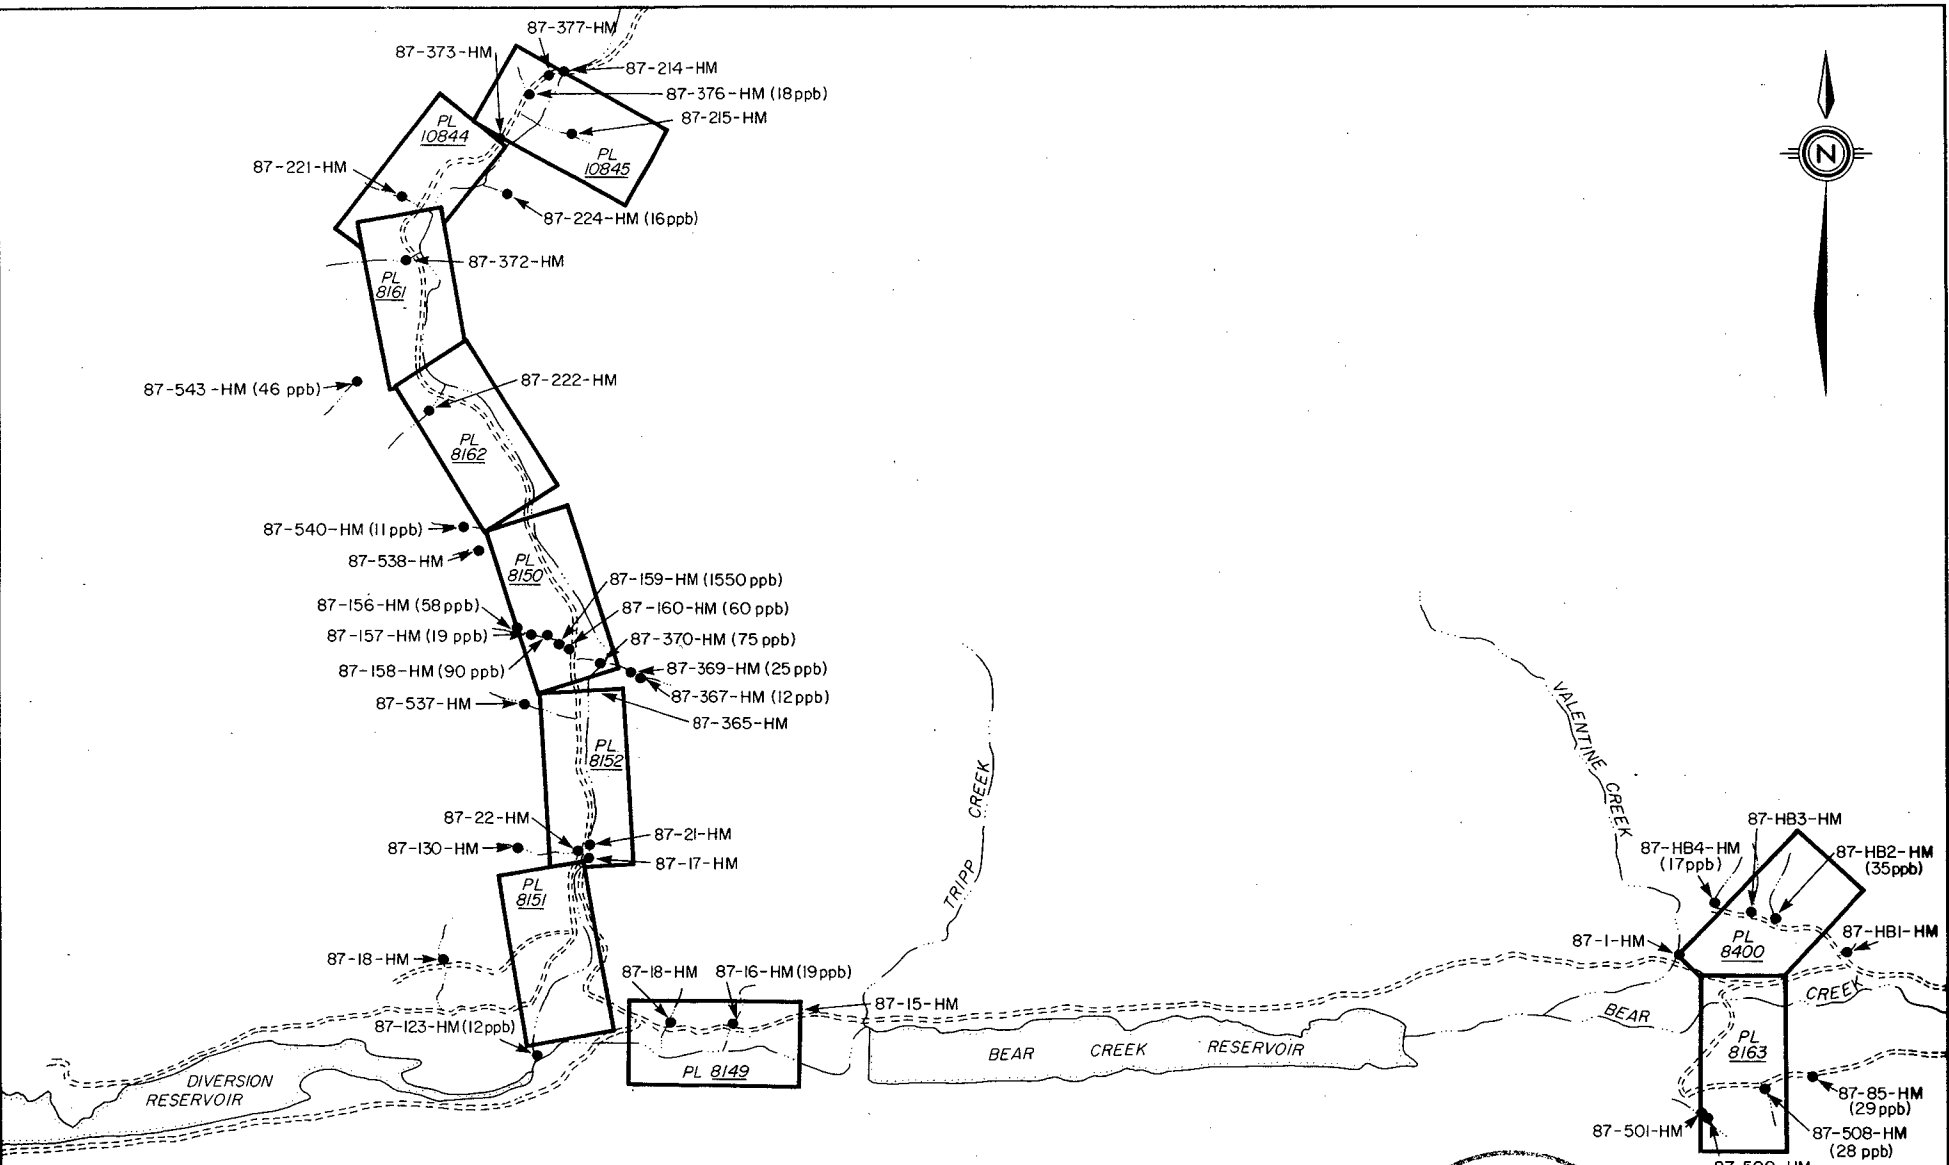 87-377-HM
87-373-HM
87-214-HM
87-376-HM (18ppb)
87-215-HM
PL
10844
PL
10845
87-221-HM
87-224-HM (16ppb)
N
87-372-HM
PL
8161
87-543-HM (46 ppb)
87-222-HM
PL
8162
87-540-HM (11ppb)
87-538-HM
PL
8150
87-159-HM (1550 ppb)
87-156-HM (58ppb)
87-160-HM (60 ppb)
87-157-HM (19 ppb)
87-370-HM (75 ppb)
87-158-HM (90 ppb)
87-369-HM (25 ppb)
87-367-HM (12ppb)
87-537-HM
87-365-HM
PL
8152
VALENTINE CREEK
TRIPP CREEK
87-22-HM
87-21-HM
87-130-HM
87-17-HM
PL
8151
87-HB3-HM
87-HB4-HM
(17ppb)
87-HB2-HM
(35ppb)
87-1-HM
PL
8400
87-HB1-HM
87-18-HM
87-18-HM
87-16-HM (19ppb)
87-15-HM
87-123-HM (12ppb)
BEAR CREEK
PL 8149
BEAR CREEK RESERVOIR
PL
8163
DIVERSION
RESERVOIR
87-85-HM
(29ppb)
87-501-HM
87-508-HM
(28 ppb)